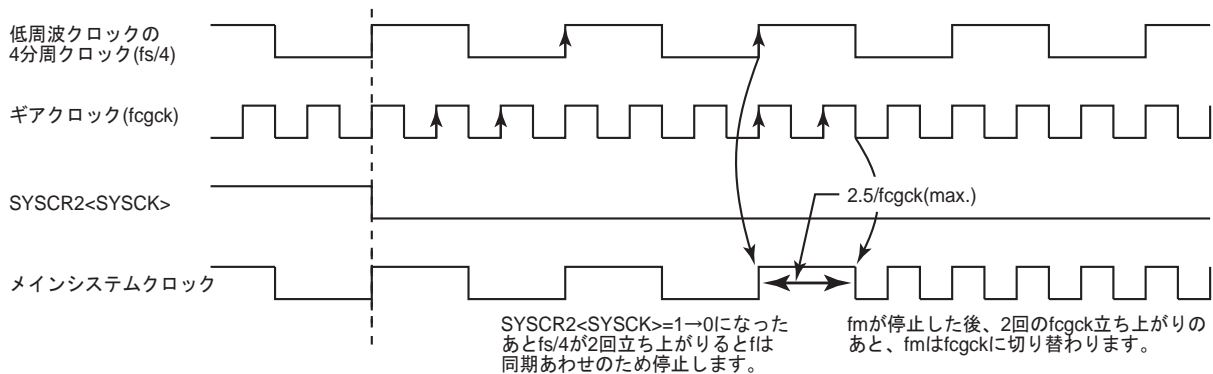 低周波クロックの
4分周クロック(fs/4)
ギアクロック(fcgck)
SYSCR2<SYSCK>
2.5/fcgck(max.)
メインシステムクロック
SYSCR2<SYSCK>=1→0になった
あとfs/4が2回立ち上がりるとfは
同期あわせのため停止します。
fmが停止した後、2回のfcgck立ち上がりの
あと、fmはfcgckに切り替わります。